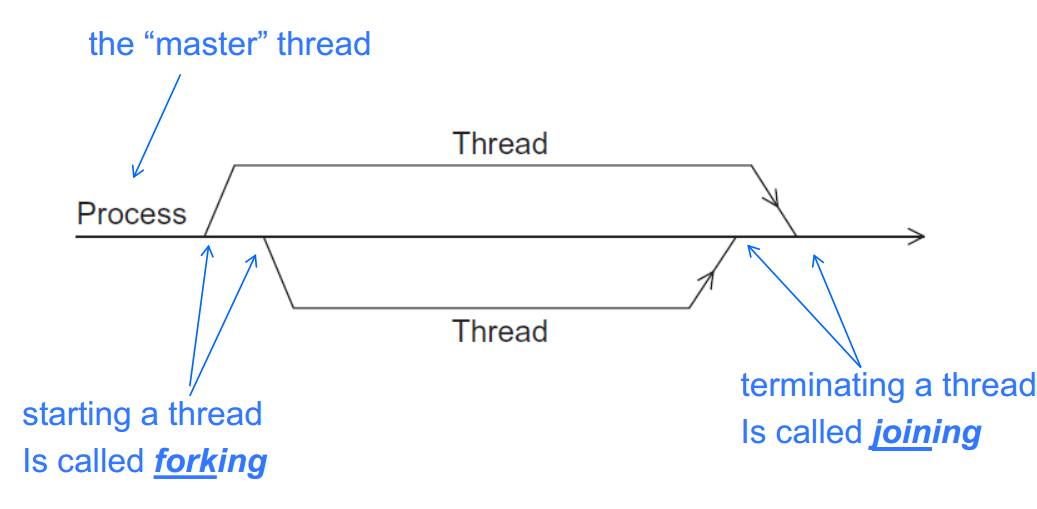 the “master” thread
Thread
Process
Thread
starting a thread
Is called forking
terminating a thread
Is called joining